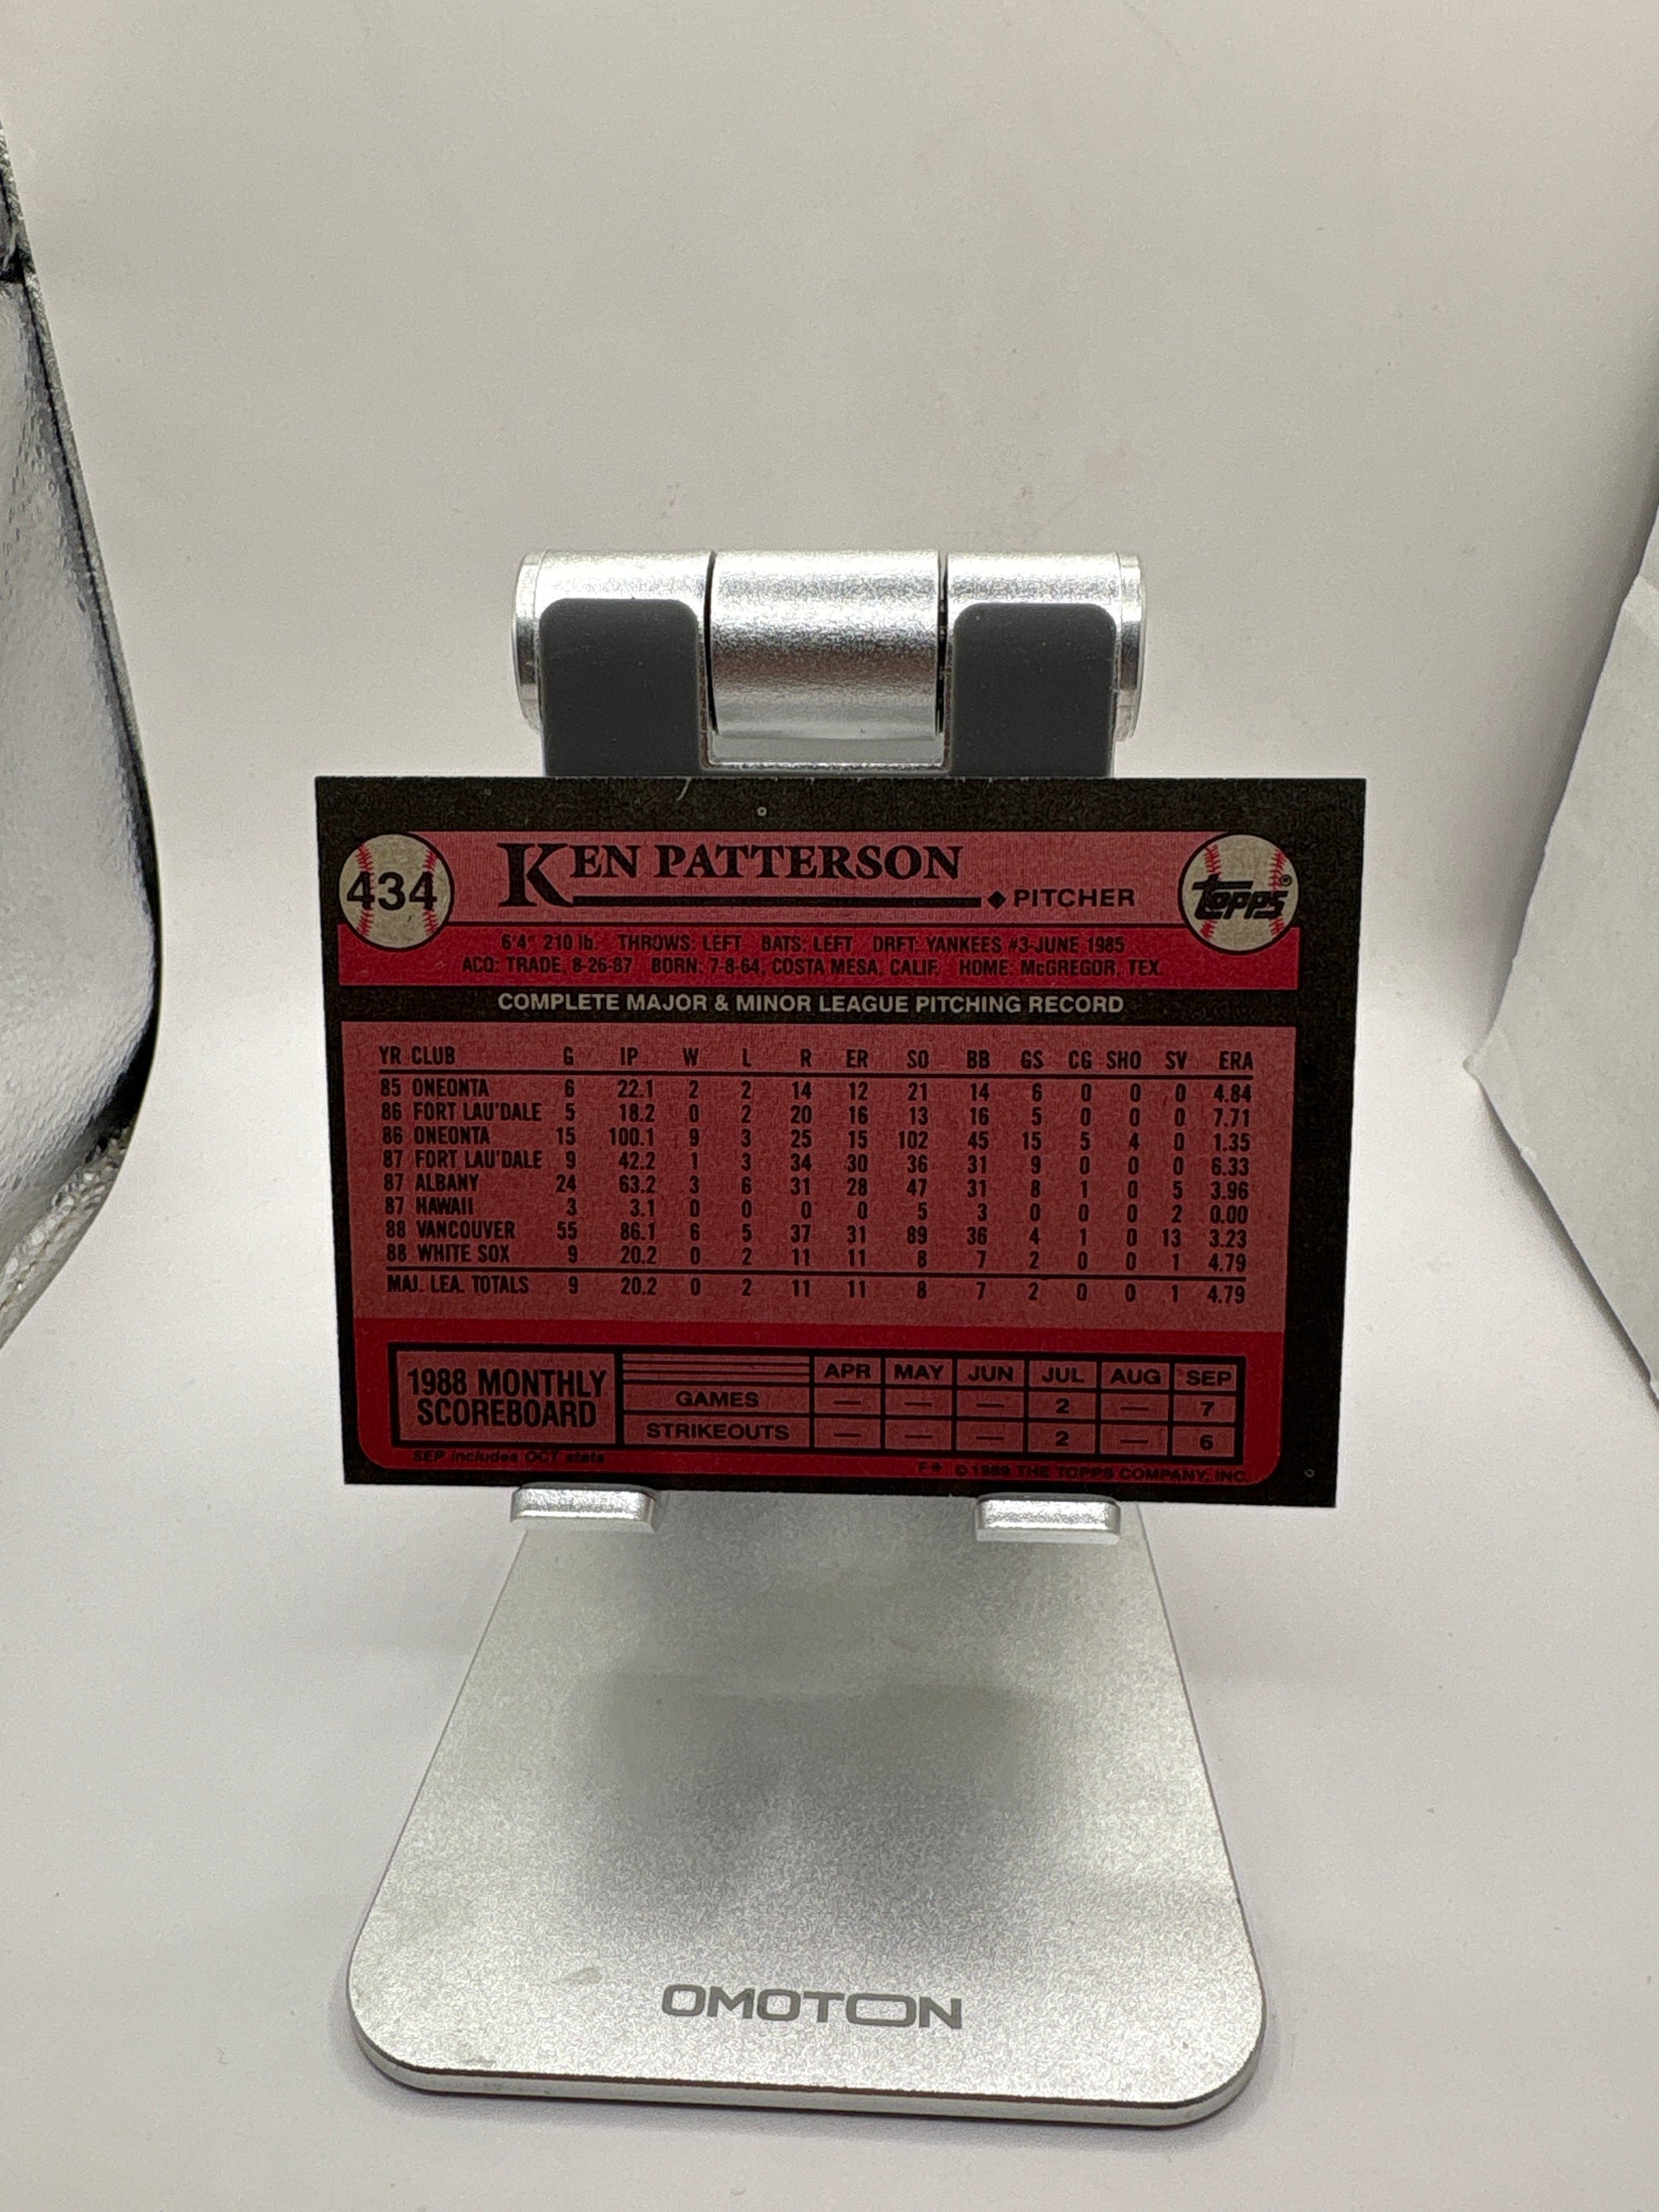 434
KEN PATTERSON
◆ PITCHER
TOPPS®
6'4" 210 lb. THROWS: LEFT BATS: LEFT DRFT: YANKEES #3-JUNE 1985
ACQ: TRADE, 8-26-87 BORN: 7-8-64, COSTA MESA, CALIF. HOME: McGREGOR, TEX.
COMPLETE MAJOR & MINOR LEAGUE PITCHING RECORD
YR CLUB G IP W L R ER SO BB GS CG SHO SV ERA
85 ONEONTA 6 22.1 2 2 14 12 21 14 6 0 0 0 4.84
86 FORT LAU'DALE 5 18.2 0 2 20 16 13 16 5 0 0 0 7.71
86 ONEONTA 15 100.1 9 3 25 15 102 45 15 5 4 0 1.35
87 FORT LAU'DALE 9 42.2 1 3 34 30 36 31 9 0 0 0 6.33
87 ALBANY 24 63.2 3 6 31 28 47 31 8 1 0 5 3.96
87 HAWAII 3 3.1 0 0 0 0 5 3 0 0 0 2 0.00
88 VANCOUVER 55 86.1 6 5 37 31 89 36 4 1 0 13 3.23
88 WHITE SOX 9 20.2 0 2 11 11 8 7 2 0 0 1 4.79
MAJ. LEA. TOTALS 9 20.2 0 2 11 11 8 7 2 0 0 1 4.79
1988 MONTHLY
SCOREBOARD
APR MAY JUN JUL AUG SEP
GAMES — — — 2 — 7
STRIKEOUTS — — — 2 — 6
SEP includes OCT stats
F* © 1989 THE TOPPS COMPANY, INC.
OMOTON